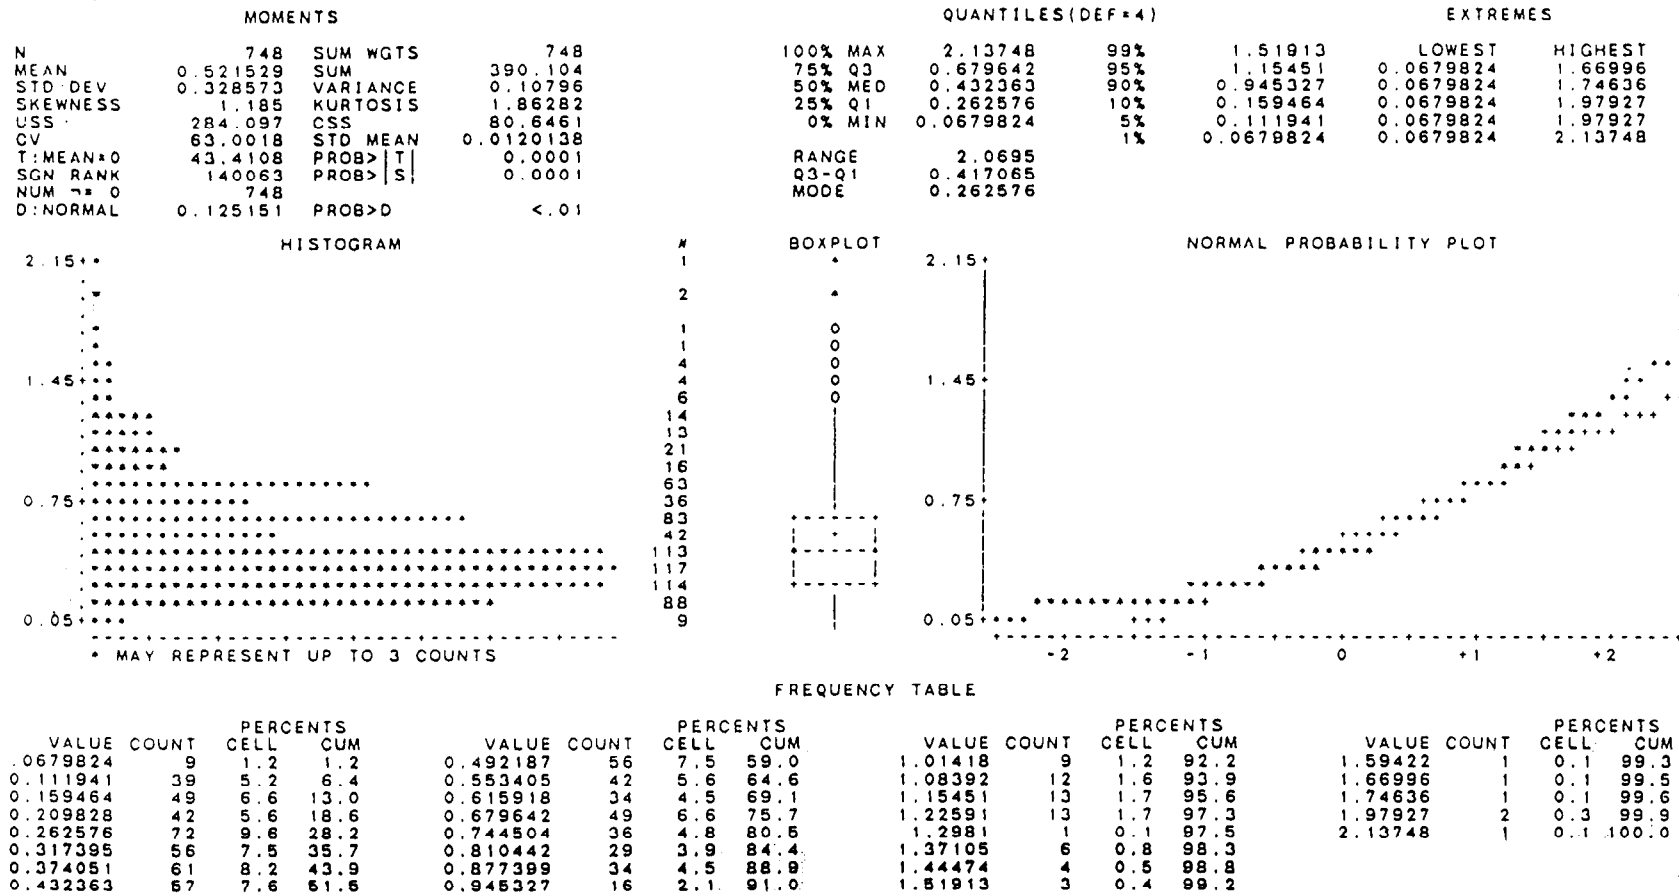 MOMENTS
N 748 SUM WGTS 748
MEAN 0.521529 SUM 390.104
STD DEV 0.328573 VARIANCE 0.10796
SKEWNESS 1.185 KURTOSIS 1.86282
USS 284.097 CSS 80.6461
CV 63.0018 STD MEAN 0.0120138
T:MEAN=0 43.4108 PROB>|T| 0.0001
SGN RANK 140063 PROB>|S| 0.0001
NUM ¬= 0 748
D:NORMAL 0.125151 PROB>D <.01
QUANTILES(DEF=4)
100% MAX 2.13748 99% 1.51913
75% Q3 0.679642 95% 1.15451
50% MED 0.432363 90% 0.945327
25% Q1 0.262576 10% 0.159464
0% MIN 0.0679824 5% 0.111941
1% 0.0679824
RANGE 2.0695
Q3-Q1 0.417065
MODE 0.262576
EXTREMES
LOWEST HIGHEST
0.0679824 1.66996
0.0679824 1.74636
0.0679824 1.97927
0.0679824 1.97927
0.0679824 2.13748
HISTOGRAM # BOXPLOT
2.15 1
2
1 0
1 0
4 0
1.45 4 0
6 0
14
13
21
16
63
0.75 36
83
42
113
117
114
88
0.05 9
* MAY REPRESENT UP TO 3 COUNTS
NORMAL PROBABILITY PLOT
2.15
1.45
0.75
0.05
-2 -1 0 +1 +2
FREQUENCY TABLE
PERCENTS
VALUE COUNT CELL CUM
.0679824 9 1.2 1.2
0.111941 39 5.2 6.4
0.159464 49 6.6 13.0
0.209828 42 5.6 18.6
0.262576 72 9.6 28.2
0.317395 56 7.5 35.7
0.374051 61 8.2 43.9
0.432363 57 7.6 51.5
PERCENTS
VALUE COUNT CELL CUM
0.492187 56 7.5 59.0
0.553405 42 5.6 64.6
0.615918 34 4.5 69.1
0.679642 49 6.6 75.7
0.744504 36 4.8 80.5
0.810442 29 3.9 84.4
0.877399 34 4.5 88.9
0.945327 16 2.1 91.0
PERCENTS
VALUE COUNT CELL CUM
1.01418 9 1.2 92.2
1.08392 12 1.6 93.9
1.15451 13 1.7 95.6
1.22591 13 1.7 97.3
1.2981 1 0.1 97.5
1.37105 6 0.8 98.3
1.44474 4 0.5 98.8
1.51913 3 0.4 99.2
PERCENTS
VALUE COUNT CELL CUM
1.59422 1 0.1 99.3
1.66996 1 0.1 99.5
1.74636 1 0.1 99.6
1.97927 2 0.3 99.9
2.13748 1 0.1 100.0